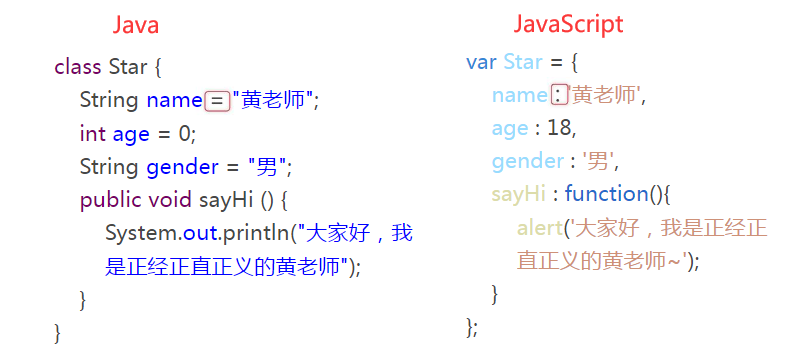 Java
class Star {
String name = "黄老师";
int age = 0;
String gender = "男";
public void sayHi () {
System.out.println("大家好，我
是正经正直正义的黄老师");
}
}
JavaScript
var Star = {
name : '黄老师',
age : 18,
gender : '男',
sayHi : function(){
alert('大家好，我是正经正
直正义的黄老师~');
}
};